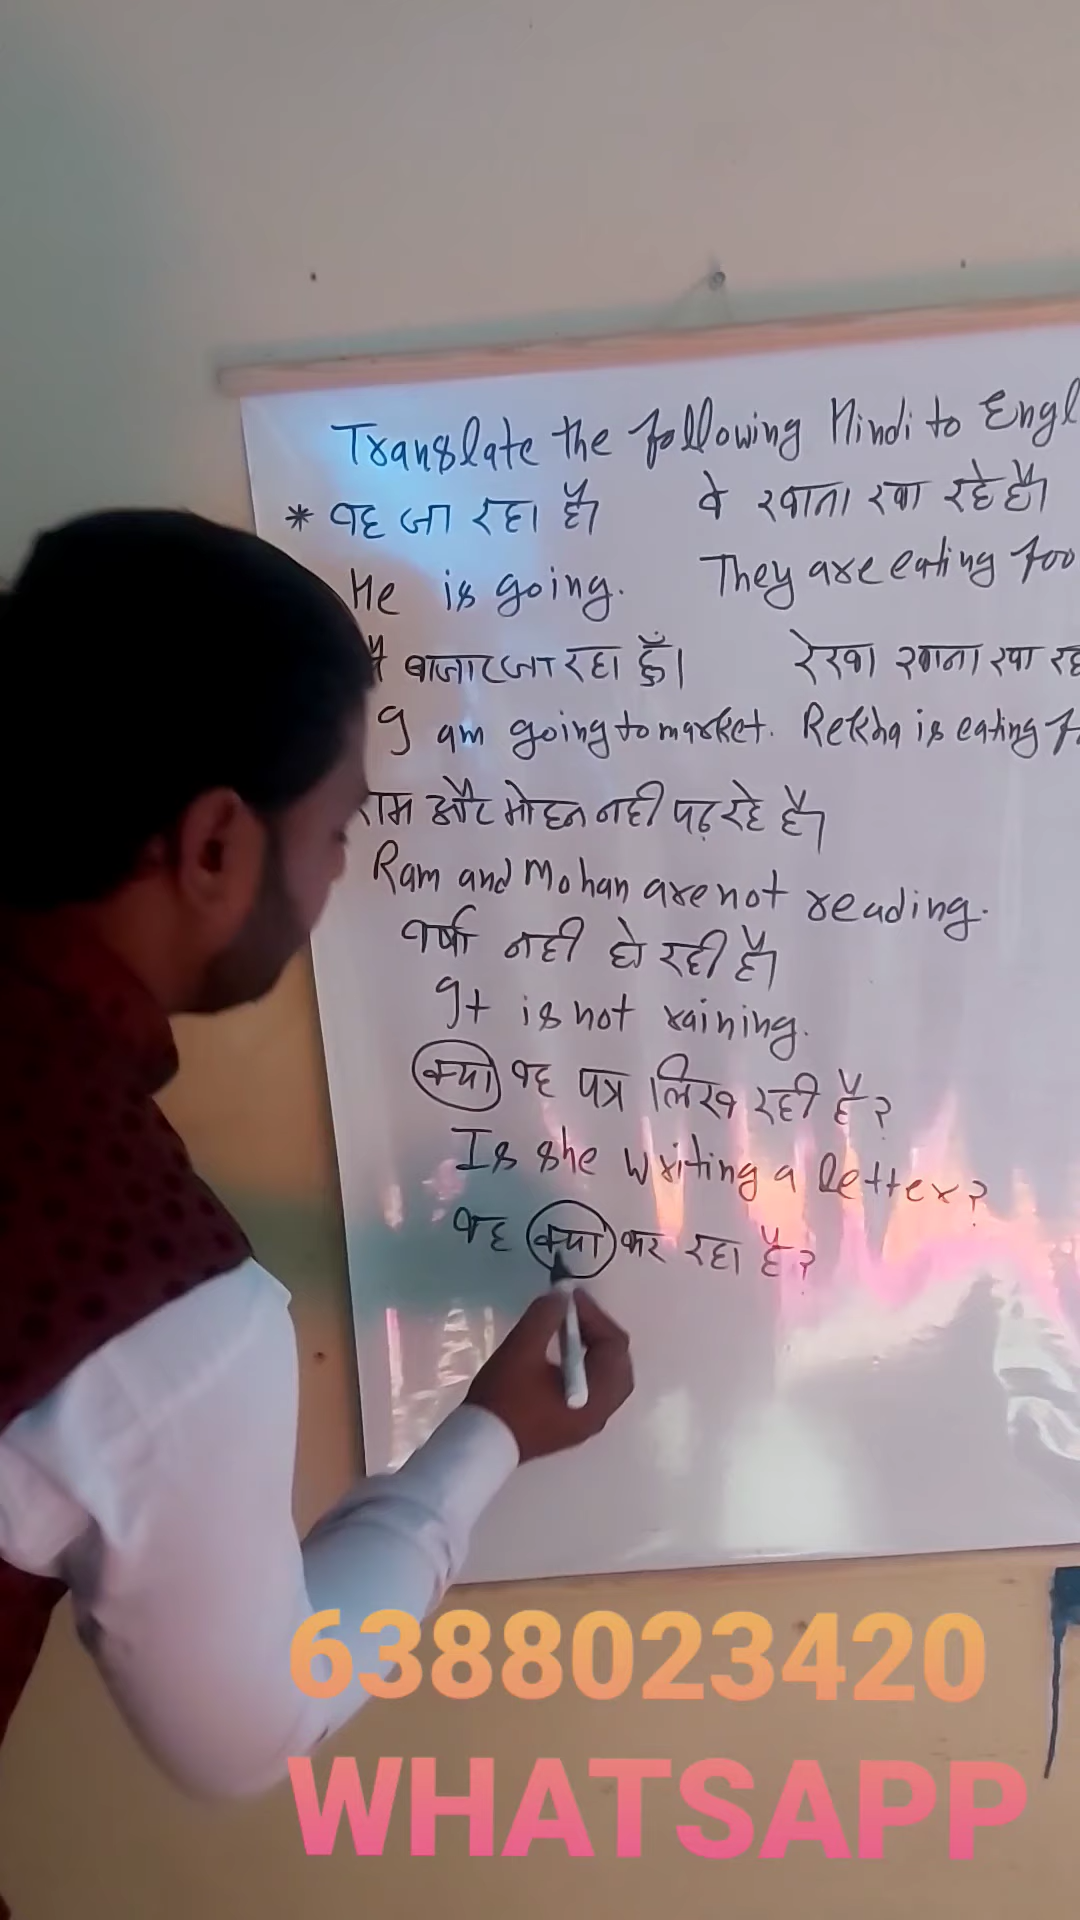 Translate the following Hindi to Engl
* वह जा रहा है। वे खाना खा रहे है।
He is going. They are eating foo
मैं बाजार जा रहा हूँ। रेखा खाना खा रह
I am going to market. Rekha is eating f
राम और मोहन नही पढ़ रहे है।
Ram and Mohan are not reading.
वर्षा नही हो रही है।
It is not raining.
क्या वह पत्र लिख रही है?
Is she writing a letter?
वह क्या कर रहा है?
6388023420
WHATSAPP